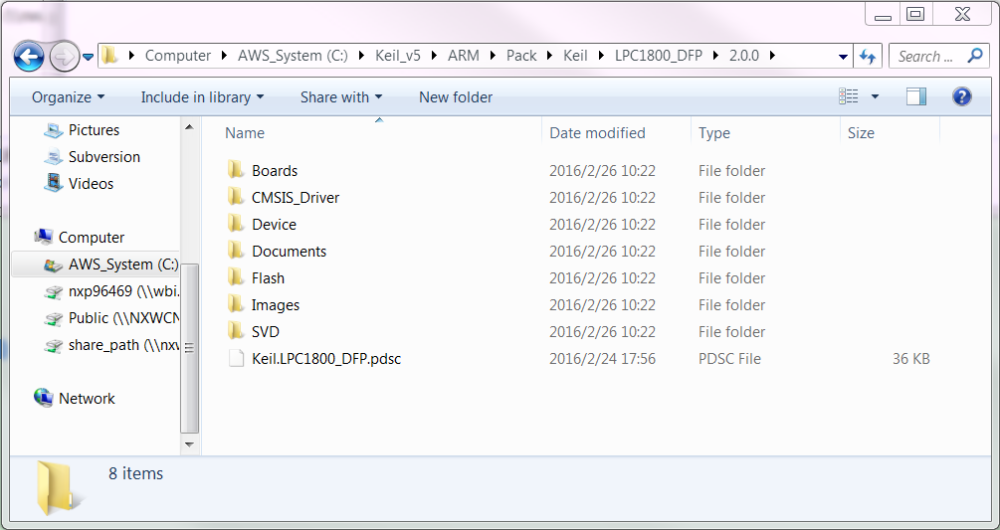 Computer AWS_System (C:) Keil_v5 ARM Pack Keil LPC1800_DFP 2.0.0 Search ...
Organize Include in library Share with New folder
Pictures
Subversion
Videos
Computer
AWS_System (C:)
nxp96469 (\\wbi.
Public (\\NXWCN
share_path (\\nxw
Network
Name Date modified Type Size
Boards 2016/2/26 10:22 File folder
CMSIS_Driver 2016/2/26 10:22 File folder
Device 2016/2/26 10:22 File folder
Documents 2016/2/26 10:22 File folder
Flash 2016/2/26 10:22 File folder
Images 2016/2/26 10:22 File folder
SVD 2016/2/26 10:22 File folder
Keil.LPC1800_DFP.pdsc 2016/2/24 17:56 PDSC File 36 KB
8 items